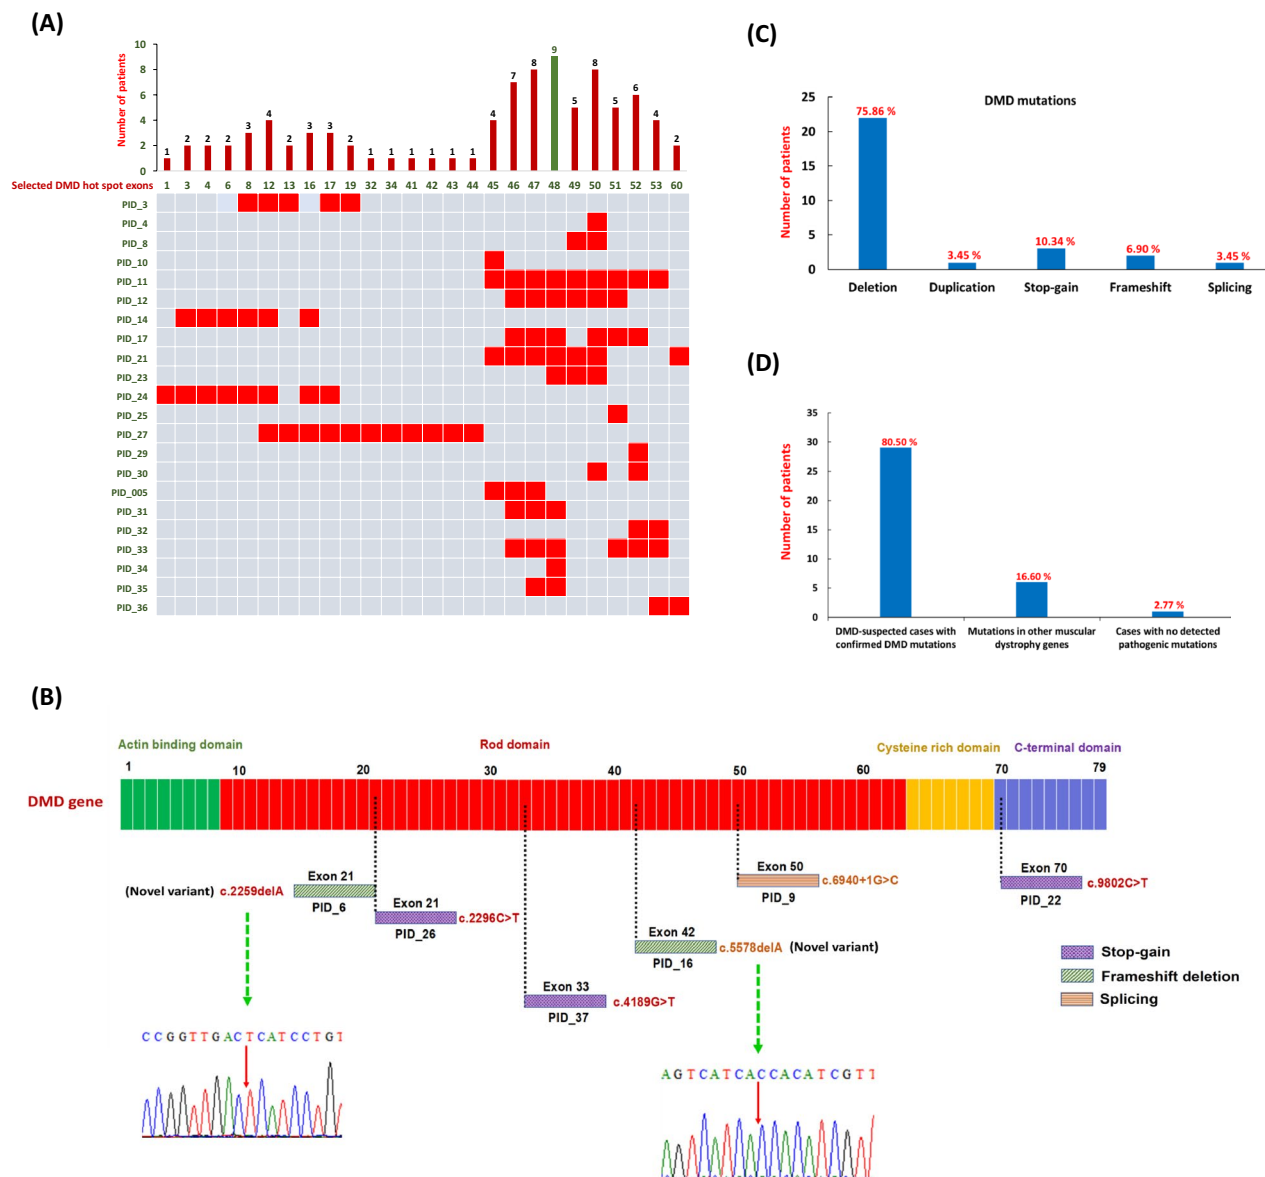 (A)
Number of patients
10
8
6
4
2
0
1 2 2 2 3 4 2 3 3 2 1 1 1 1 1 1 4 7 8 9 5 8 5 6 4 2
Selected DMD hot spot exons 1 3 4 6 8 12 13 16 17 19 32 34 41 42 43 44 45 46 47 48 49 50 51 52 53 60
PID_3
PID_4
PID_8
PID_10
PID_11
PID_12
PID_14
PID_17
PID_21
PID_23
PID_24
PID_25
PID_27
PID_29
PID_30
PID_005
PID_31
PID_32
PID_33
PID_34
PID_35
PID_36
(C)
DMD mutations
Number of patients
25
20
15
10
5
0
75.86 % 3.45 % 10.34 % 6.90 % 3.45 %
Deletion Duplication Stop-gain Frameshift Splicing
(D)
Number of patients
35
30
25
20
15
10
5
0
80.50 % 16.60 % 2.77 %
DMD-suspected cases with confirmed DMD mutations
Mutations in other muscular dystrophy genes
Cases with no detected pathogenic mutations
(B)
Actin binding domain Rod domain Cysteine rich domain C-terminal domain
1 10 20 30 40 50 60 70 79
DMD gene
(Novel variant) c.2259delA Exon 21
PID_6
Exon 21
c.2296C>T
PID_26
Exon 33
c.4189G>T
PID_37
Exon 42
c.5578delA (Novel variant)
PID_16
Exon 50
c.6940+1G>C
PID_9
Exon 70
c.9802C>T
PID_22
Stop-gain
Frameshift deletion
Splicing
C C G G T T G A C T C A T C C T G T
A G T C A T C A C C A C A T C G T T